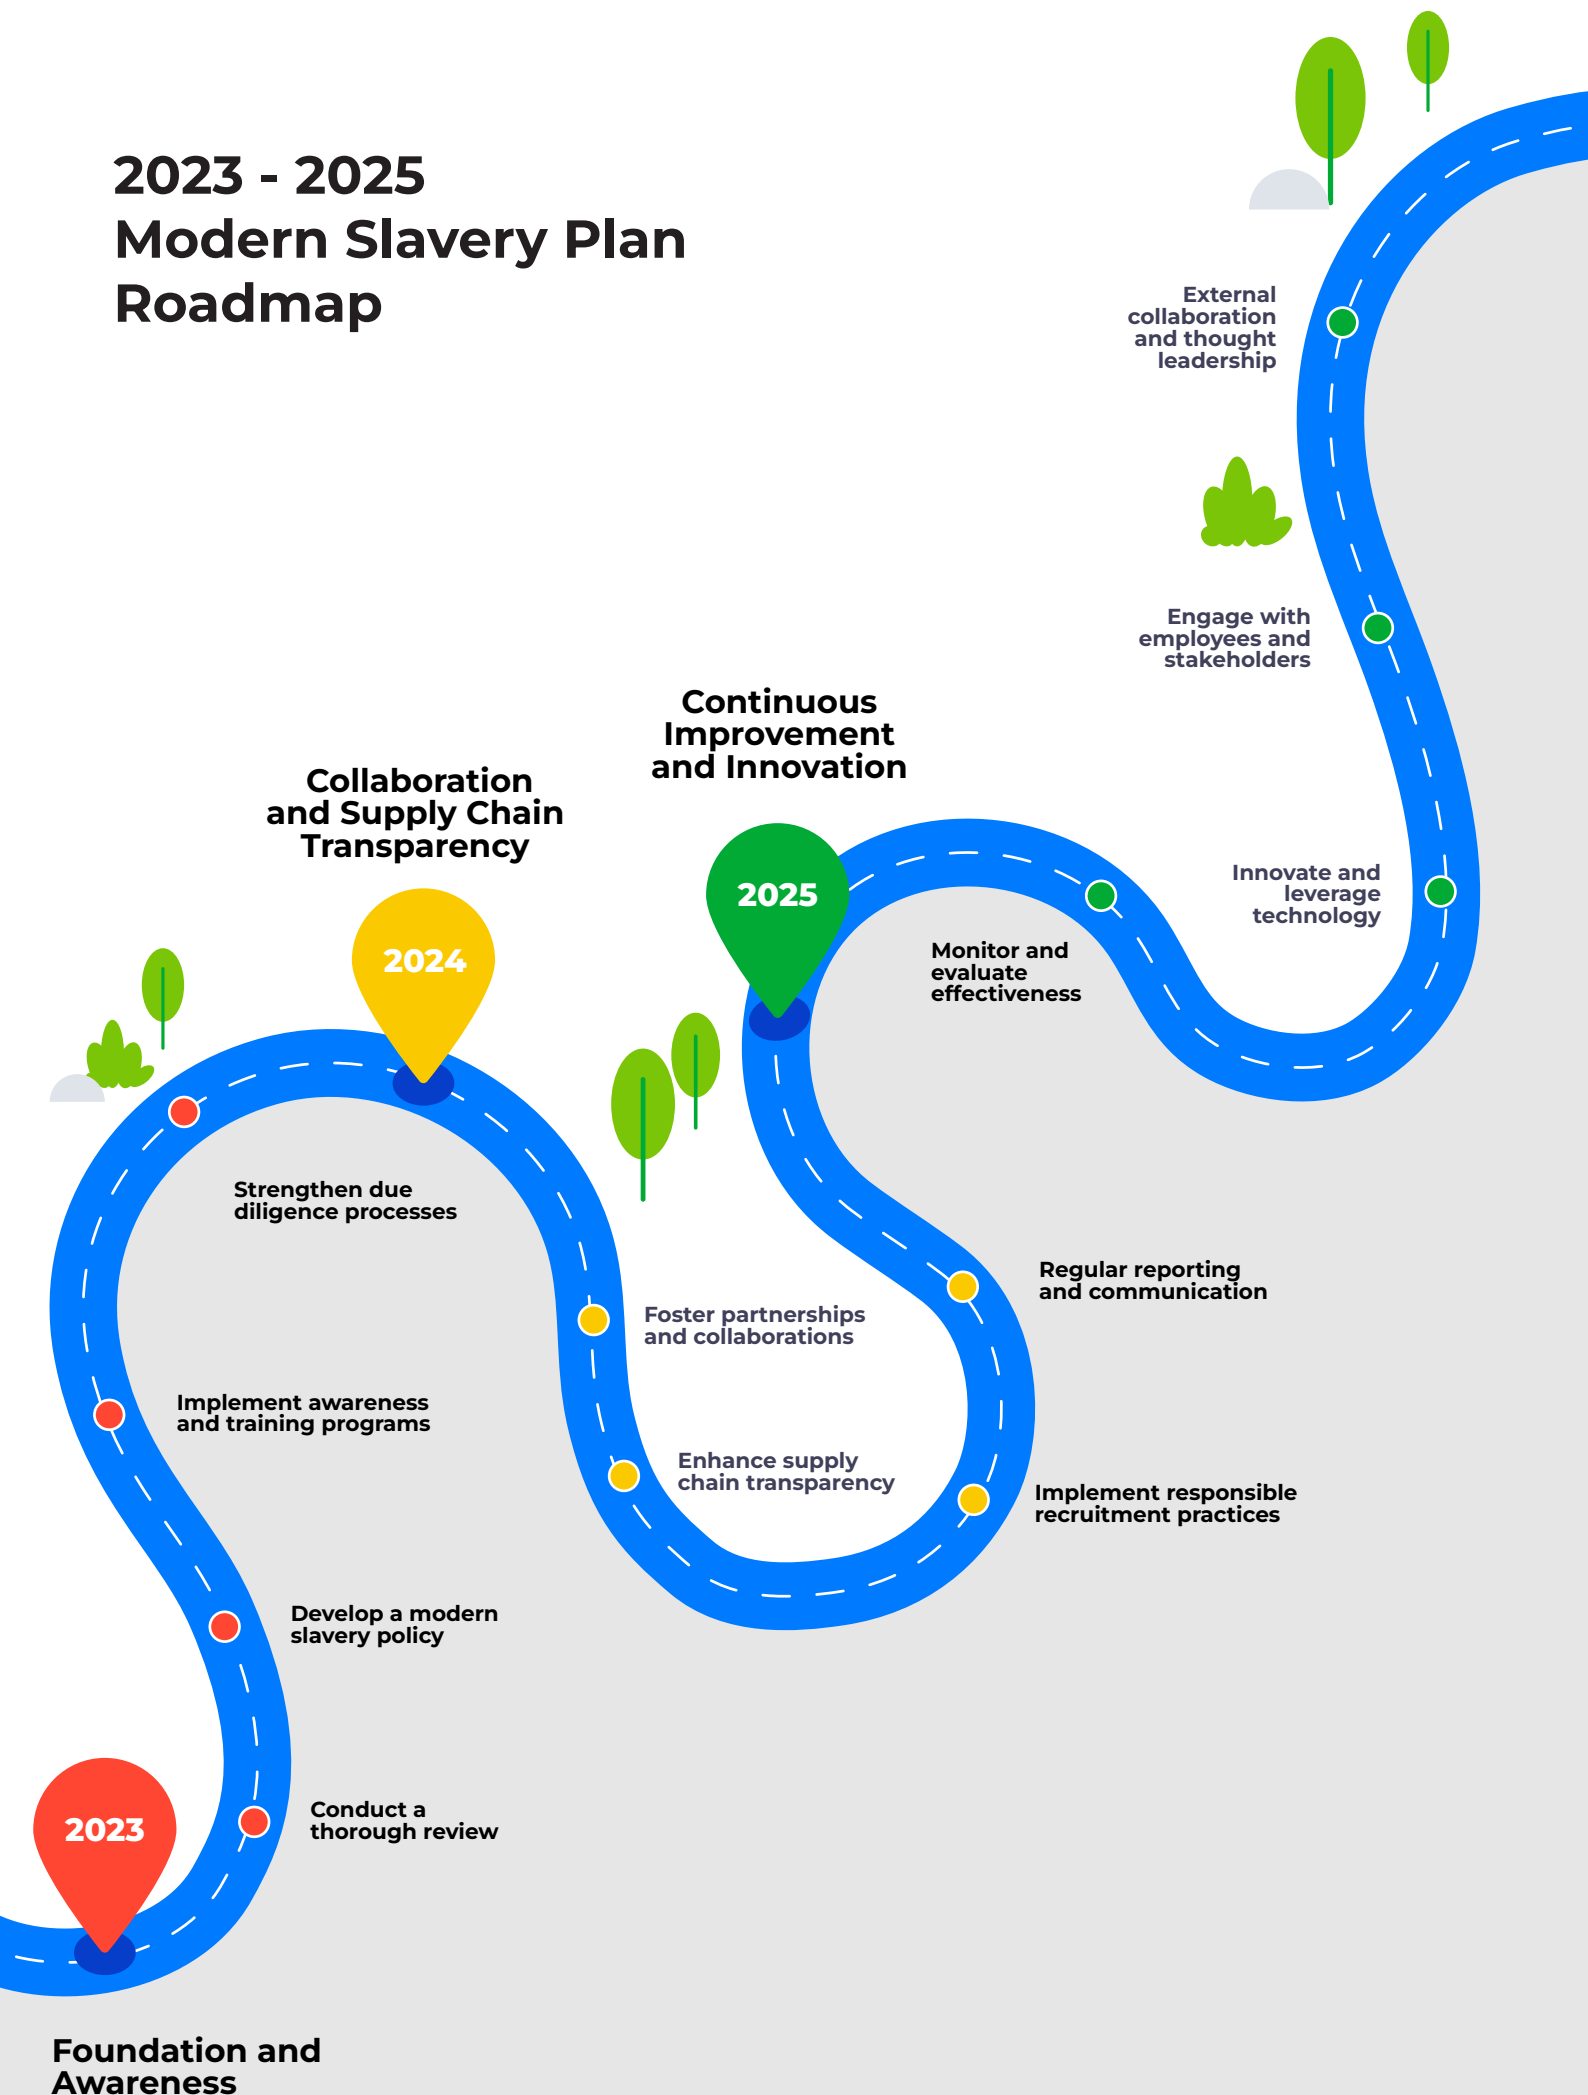 2023 - 2025
Modern Slavery Plan
Roadmap
External
collaboration
and thought
leadership
Engage with
employees and
stakeholders
Continuous
Improvement
and Innovation
Collaboration
and Supply Chain
Transparency
Innovate and
leverage
technology
2025
2024
Monitor and
evaluate
effectiveness
Strengthen due
diligence processes
Regular reporting
and communication
Foster partnerships
and collaborations
Implement awareness
and training programs
Enhance supply
chain transparency
Implement responsible
recruitment practices
Develop a modern
slavery policy
Conduct a
thorough review
2023
Foundation and
Awareness